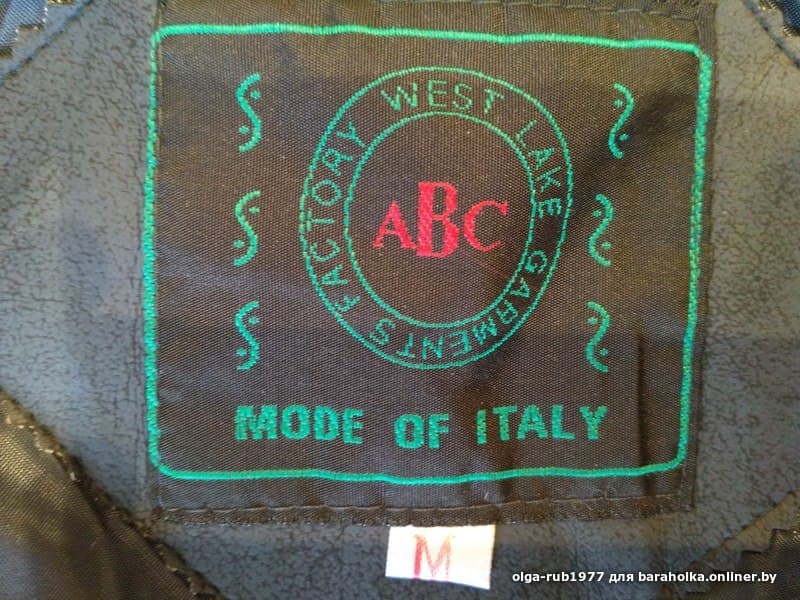 WEST LAKE GARMENTS FACTORY
ABC
MODE OF ITALY
M
olga-rub1977 для baraholka.onliner.by